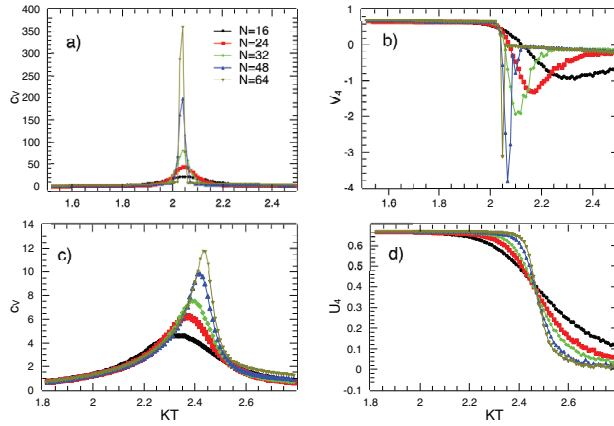 400
350
300
250
200
150
100
50
0
c_V
a)
N=16
N-24
N=32
N=48
N=64
1.6 1.8 2.0 2.2 2.4
1
0
-1
-2
-3
-4
V_4
b)
1.6 1.8 2.0 2.2 2.4
14
12
10
8
6
4
2
0
c_V
c)
1.8 2.0 2.2 2.4 2.6
KT
0.6
0.5
0.4
0.3
0.2
0.1
0
-0.1
U_4
d)
1.8 2.0 2.2 2.4 2.6
KT